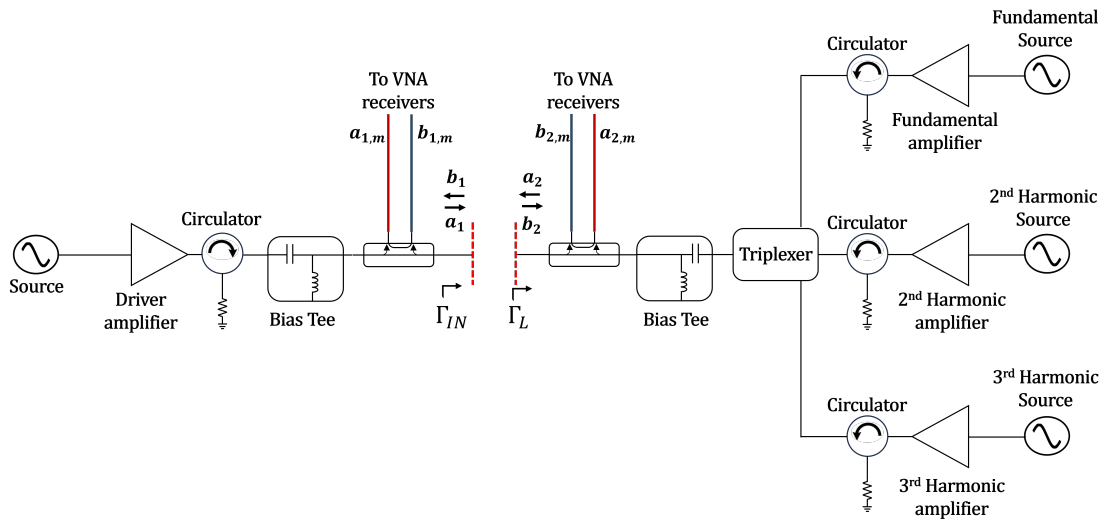 Fundamental
Source
Circulator
Fundamental
amplifier
To VNA
receivers
a₁,ₘ
b₁,ₘ
To VNA
receivers
b₂,ₘ
a₂,ₘ
b₁
a₁
a₂
b₂
Source
Driver
amplifier
Circulator
Bias Tee
Γ_IN
Γ_L
Bias Tee
Triplexer
Circulator
2nd Harmonic
Source
2nd Harmonic
amplifier
Circulator
3rd Harmonic
Source
3rd Harmonic
amplifier